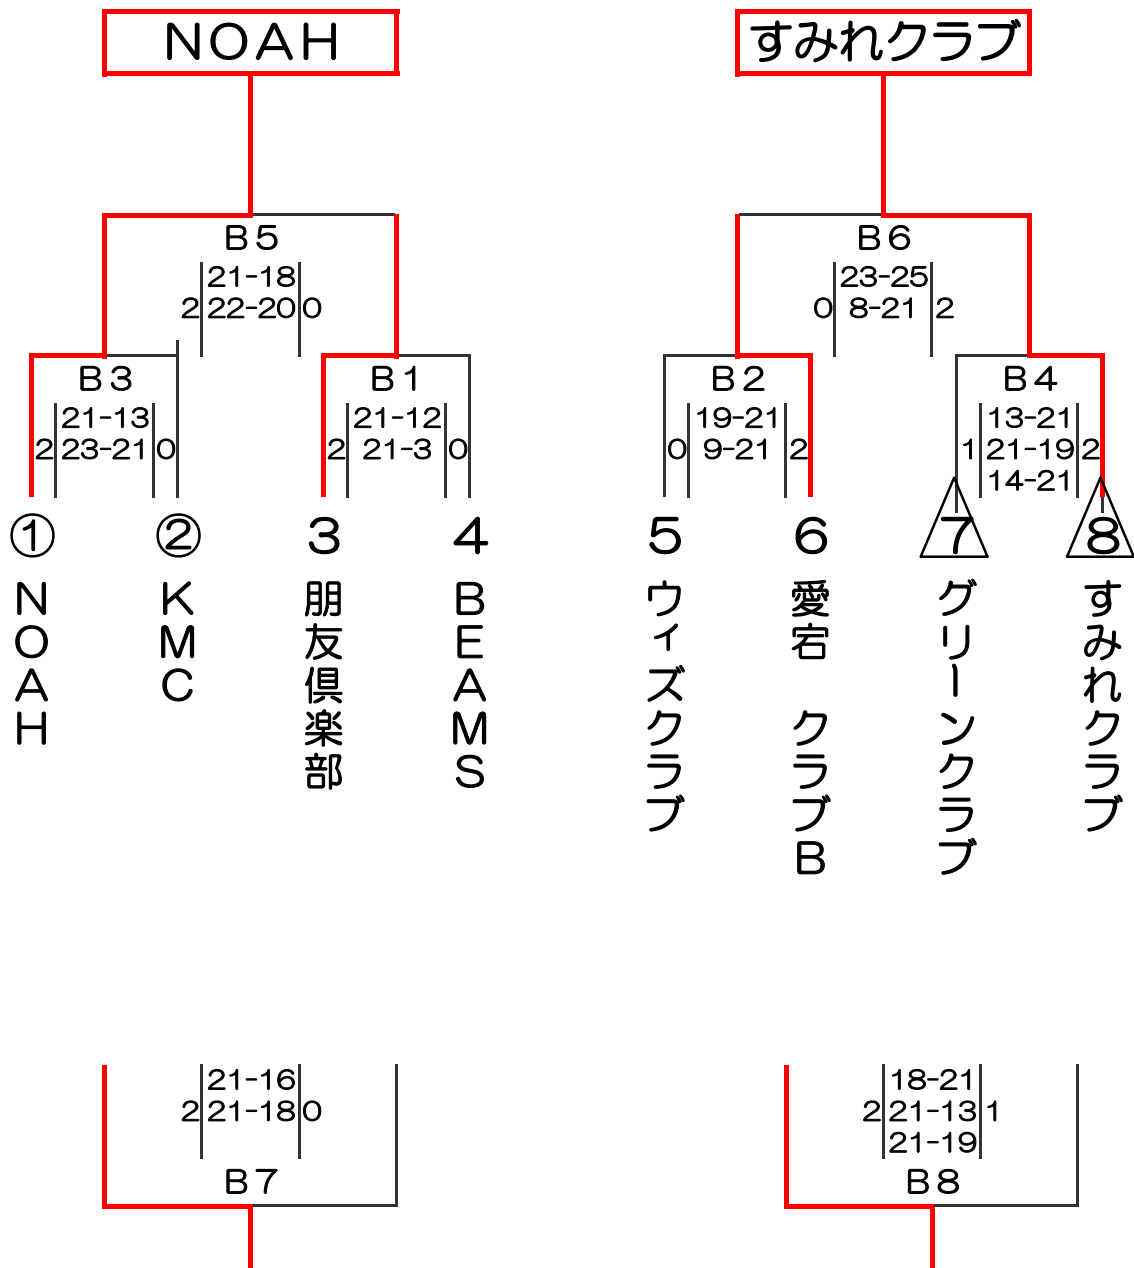 NOAH
すみれクラブ
B5
21-18
2 22-20 0
B6
23-25
0 8-21 2
B3
21-13
2 23-21 0
B1
21-12
2 21-3 0
B2
19-21
0 9-21 2
B4
13-21
1 21-19 2
14-21
① ② 3 4 5 6 7 8
NOAH
KMC
朋友倶楽部
BEAMS
ウィズクラブ
愛宕 クラブB
グリーンクラブ
すみれクラブ
21-16
2 21-18 0
B7
18-21
2 21-13 1
21-19
B8